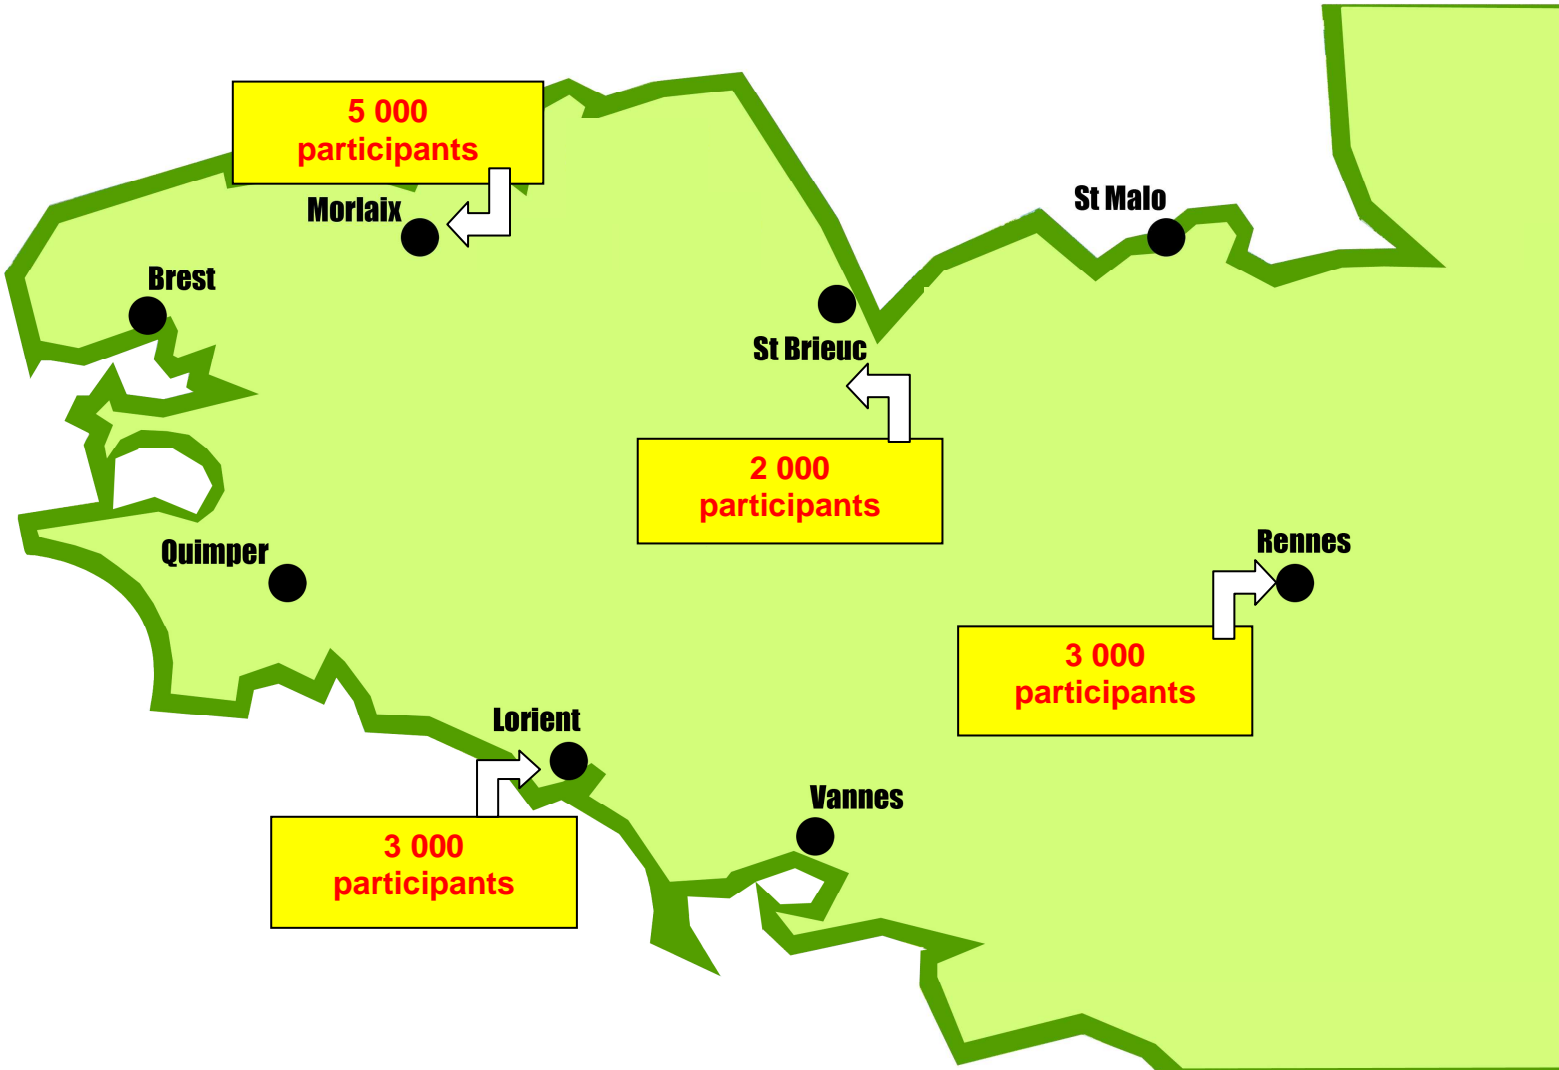 5 000
participants
Morlaix
St Malo
Brest
St Brieuc
2 000
participants
Quimper
Rennes
3 000
participants
Lorient
Vannes
3 000
participants